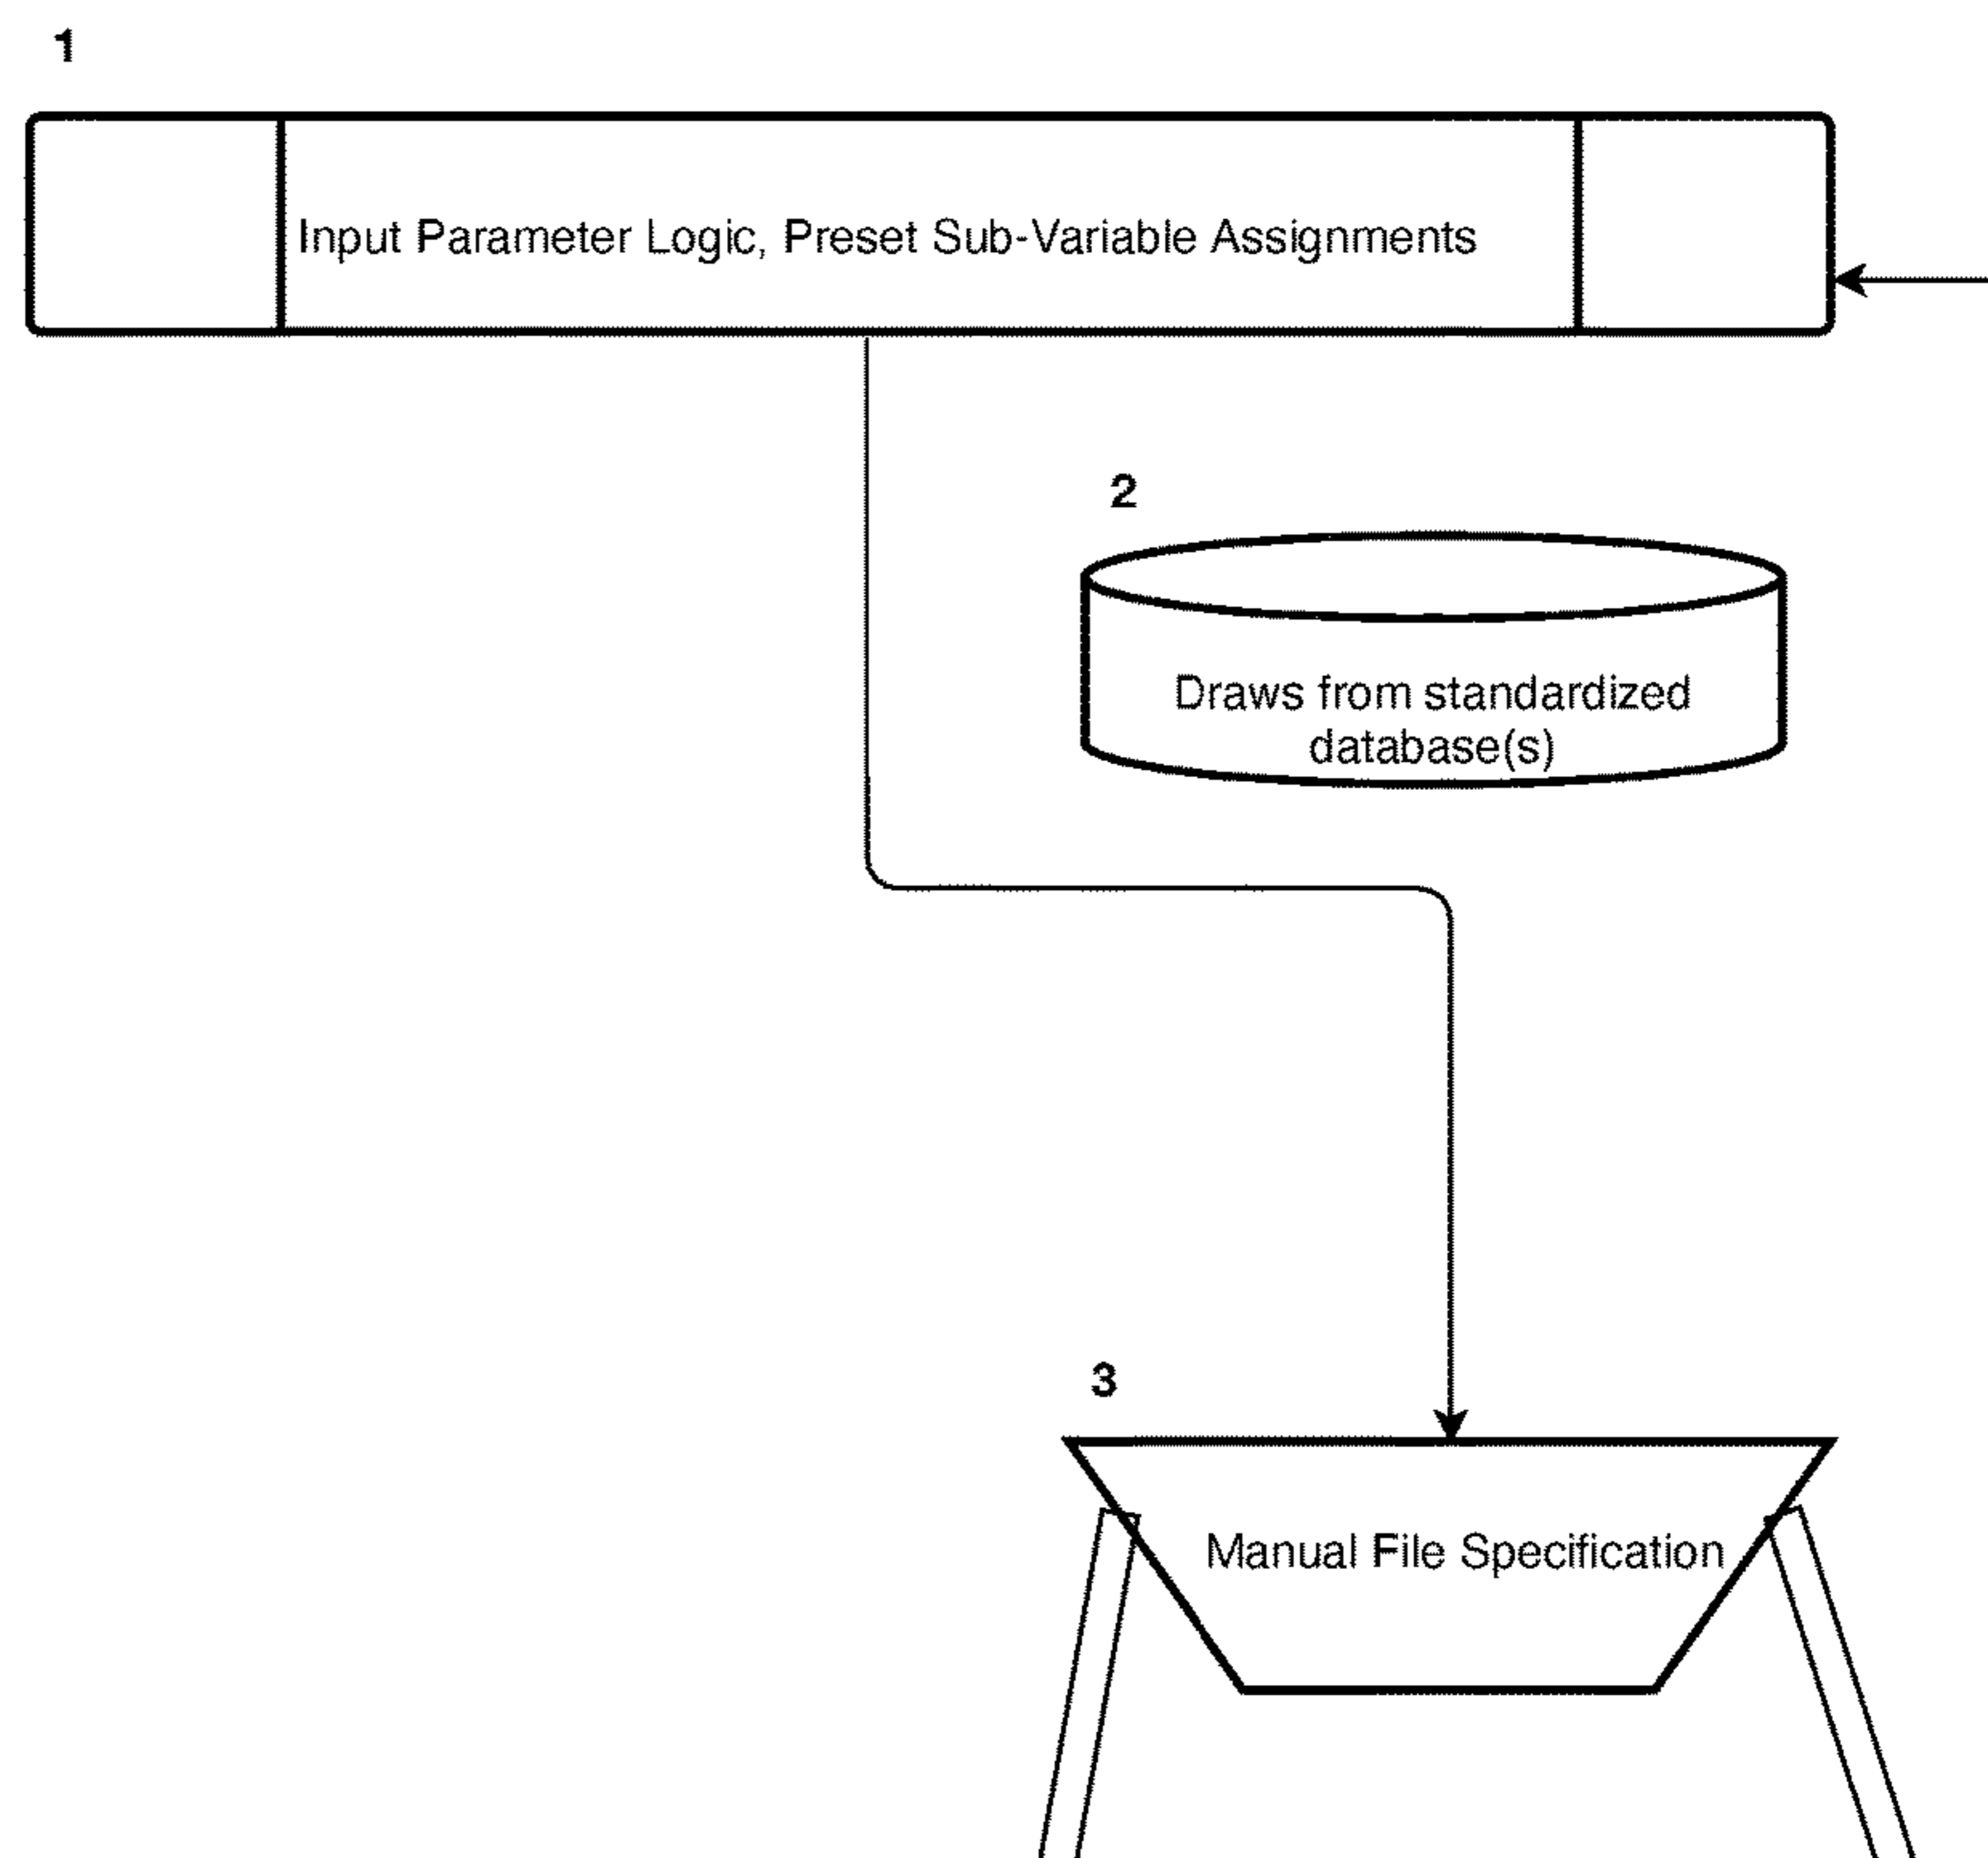 1
Input Parameter Logic, Preset Sub-Variable Assignments
2
Draws from standardized
database(s)
3
Manual File Specification